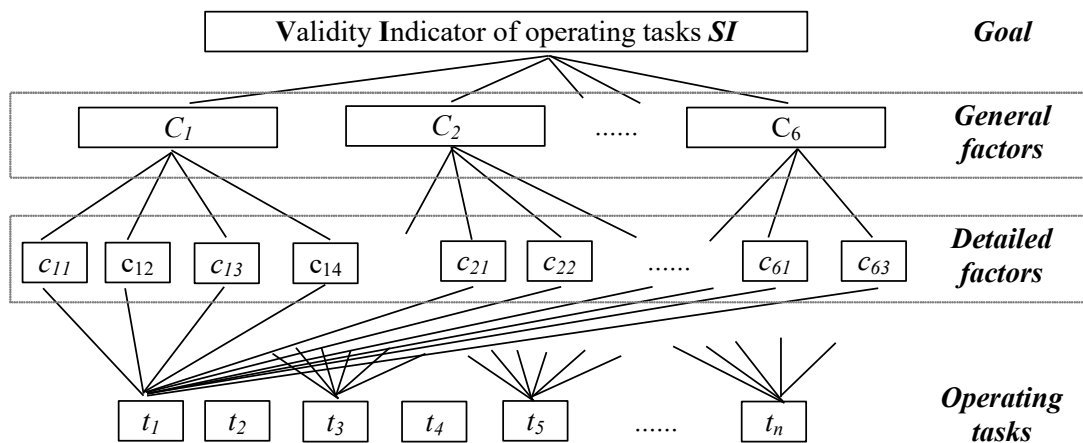 Validity Indicator of operating tasks SI
Goal
C1
C2
......
C6
General
factors
c11
c12
c13
c14
c21
c22
......
c61
c63
Detailed
factors
t1
t2
t3
t4
t5
......
tn
Operating
tasks